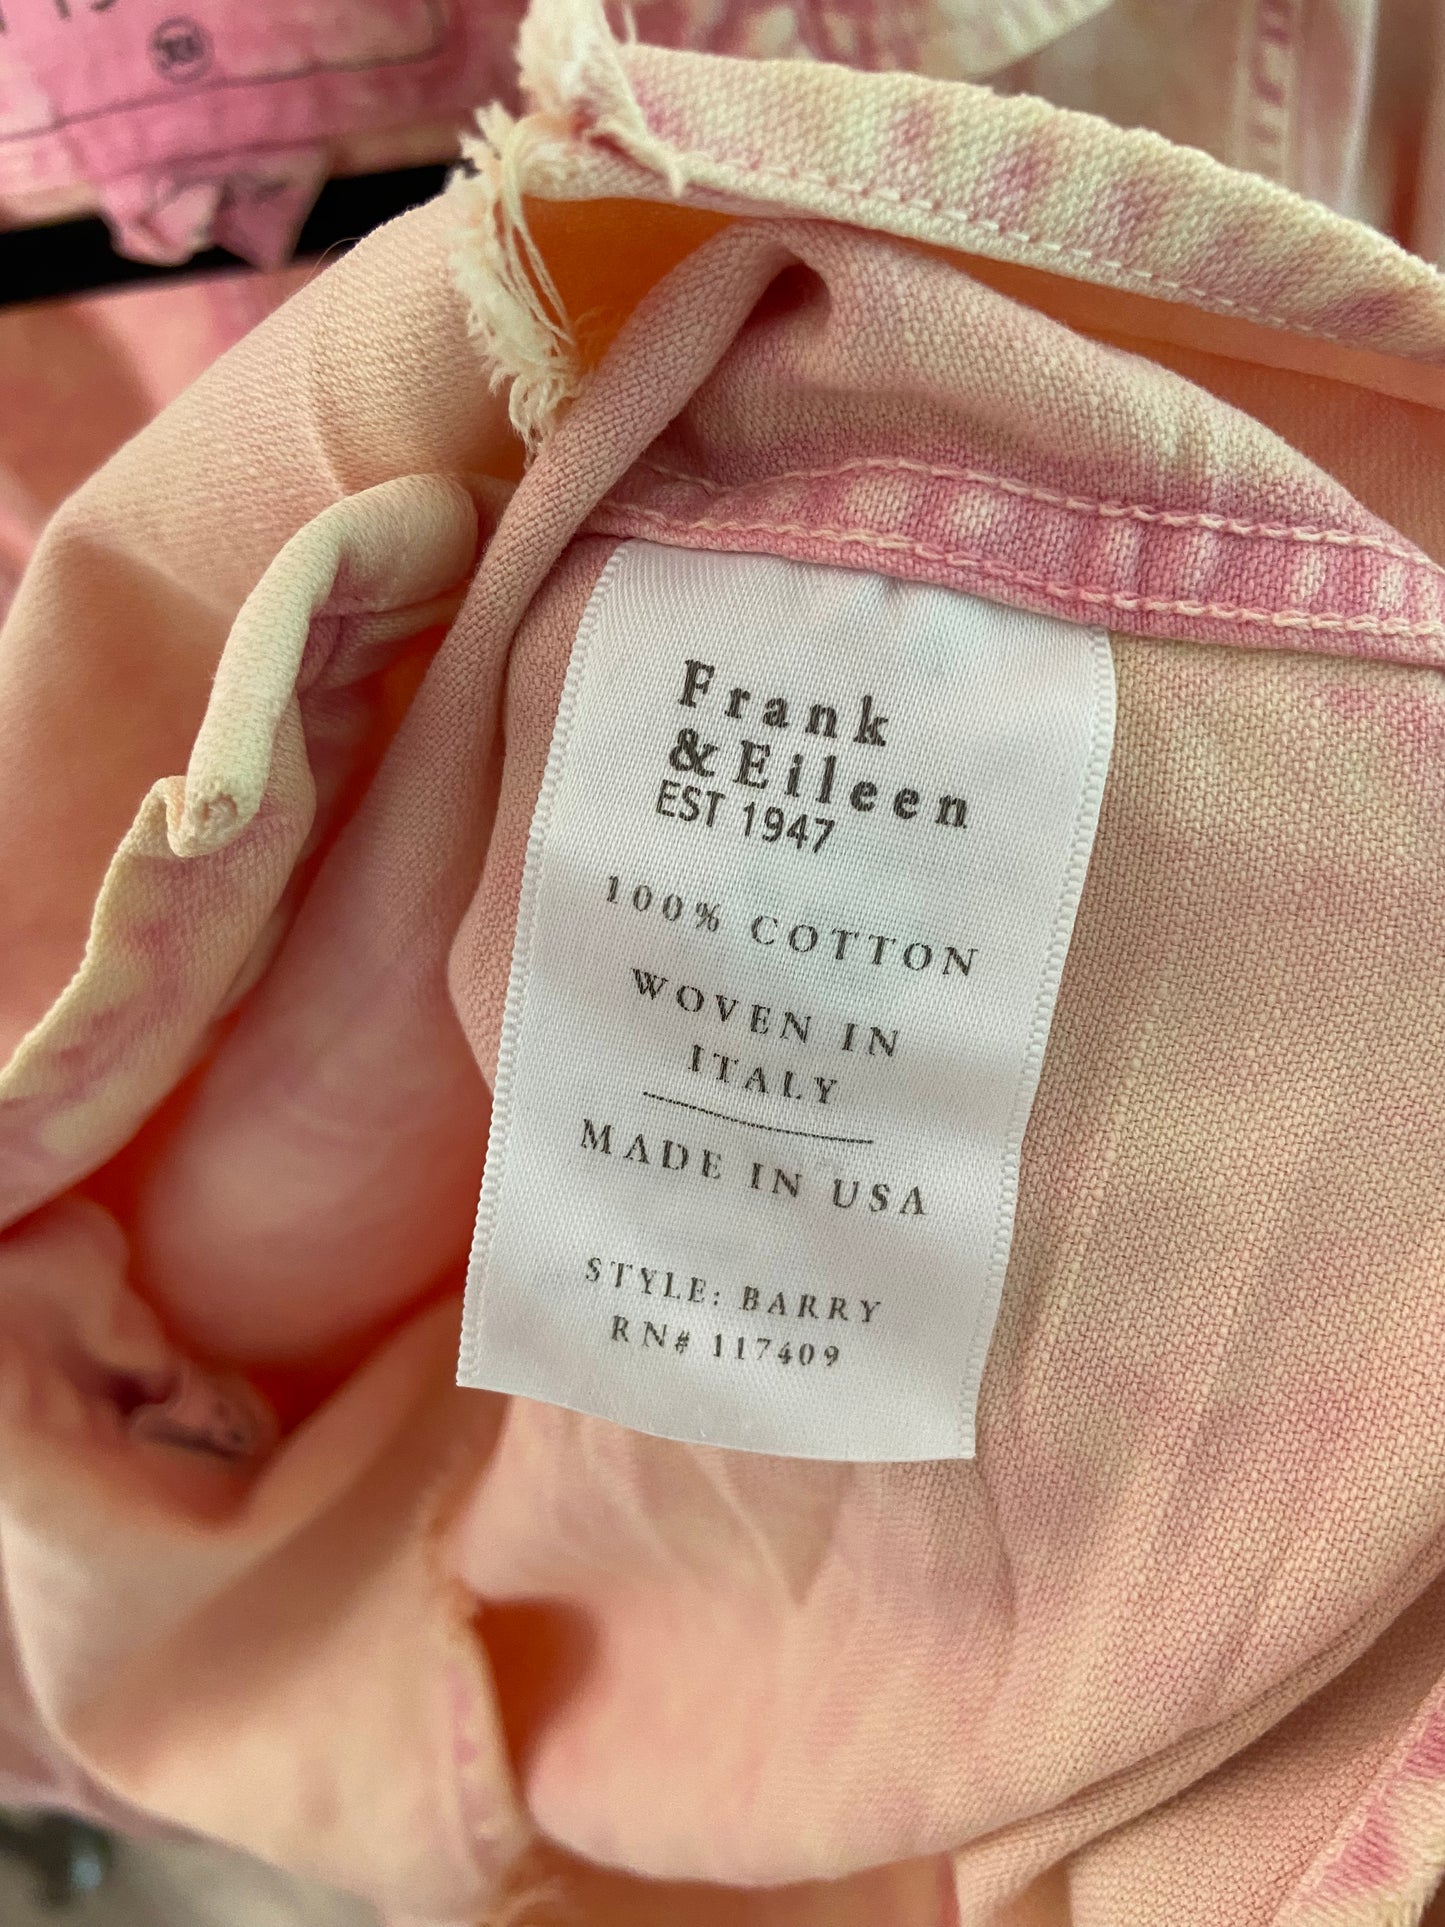 Frank
& Eileen
EST 1947
100% COTTON
WOVEN IN
ITALY
MADE IN USA
STYLE: BARRY
RN# 117409